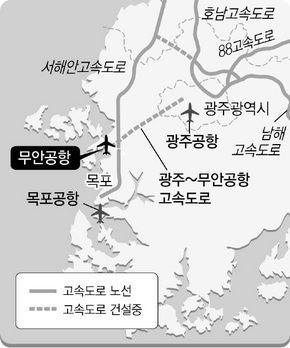 호남고속도로
88고속도로
서해안고속도로
광주광역시
광주공항
남해
고속도로
무안공항
목포
광주~무안공항
고속도로
목포공항
고속도로 노선
고속도로 건설중